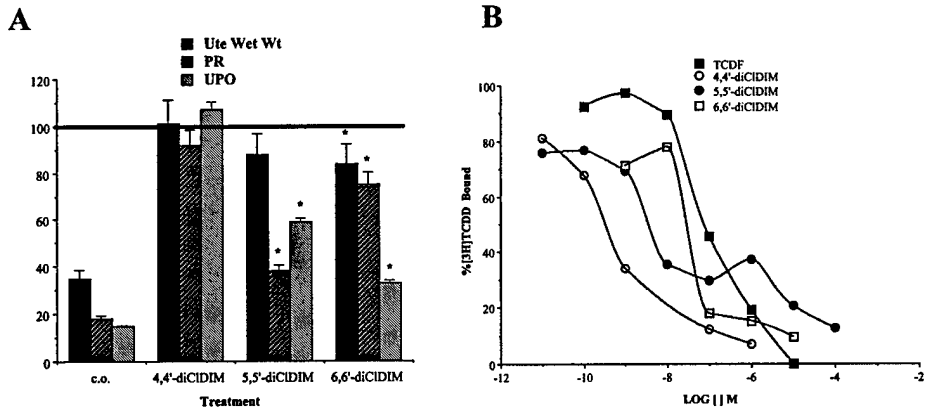 A
Ute Wet Wt
PR
UPO
120
100
80
60
40
20
0
*
*
*
*
*
c.o.
4,4'-diClDIM
5,5'-diClDIM
6,6'-diClDIM
Treatment
B
TCDF
4,4'-diClDIM
5,5'-diClDIM
6,6'-diClDIM
%[3H]TCDD Bound
100
80
60
40
20
0
-12
-10
-8
-6
-4
-2
LOG [ ] M